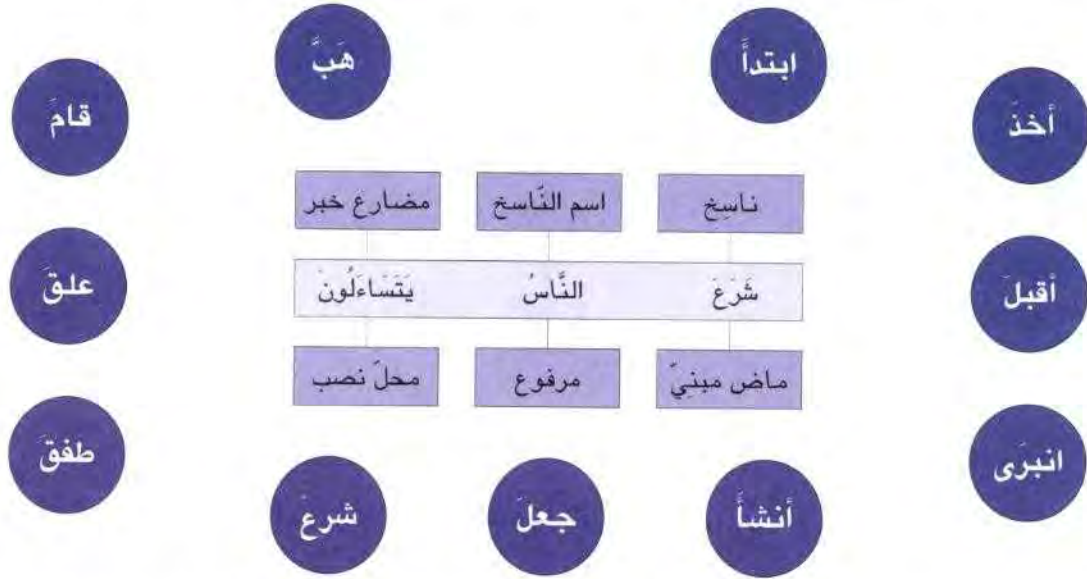 ابتدأَ
هَبَّ
أخذَ
قامَ
ناسِخ
اسم النّاسخ
مضارع خبر
أقبلَ
شَرَعَ
النَّاسُ
يَتَسَاءَلُونَ
علقَ
ماض مبنيّ
مرفوع
محلّ نصب
انبرَى
طفقَ
أنشأَ
جعلَ
شرعَ